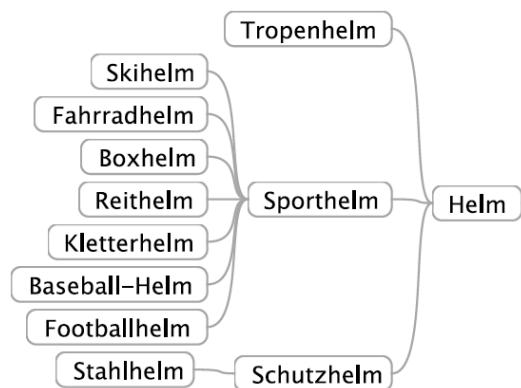 Tropenhelm
Skihelm
Fahrradhelm
Boxhelm
Reithelm
Sporthelm
Helm
Kletterhelm
Baseball–Helm
Footballhelm
Stahlhelm
Schutzhelm